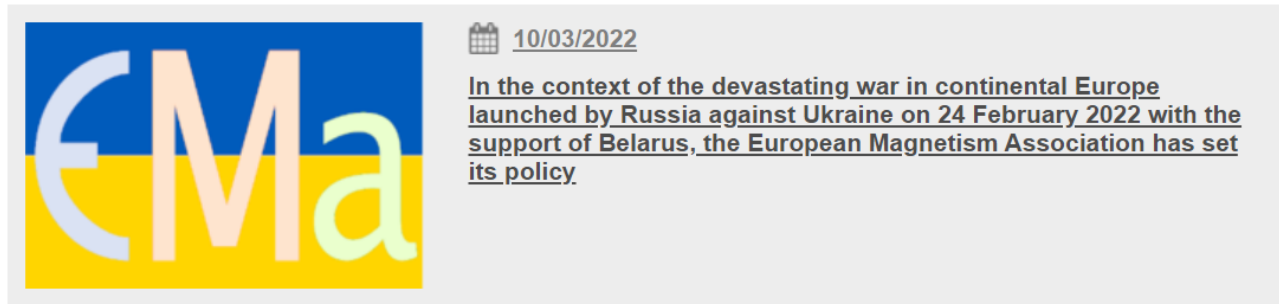 €Ma
10/03/2022
In the context of the devastating war in continental Europe
launched by Russia against Ukraine on 24 February 2022 with the
support of Belarus, the European Magnetism Association has set
its policy